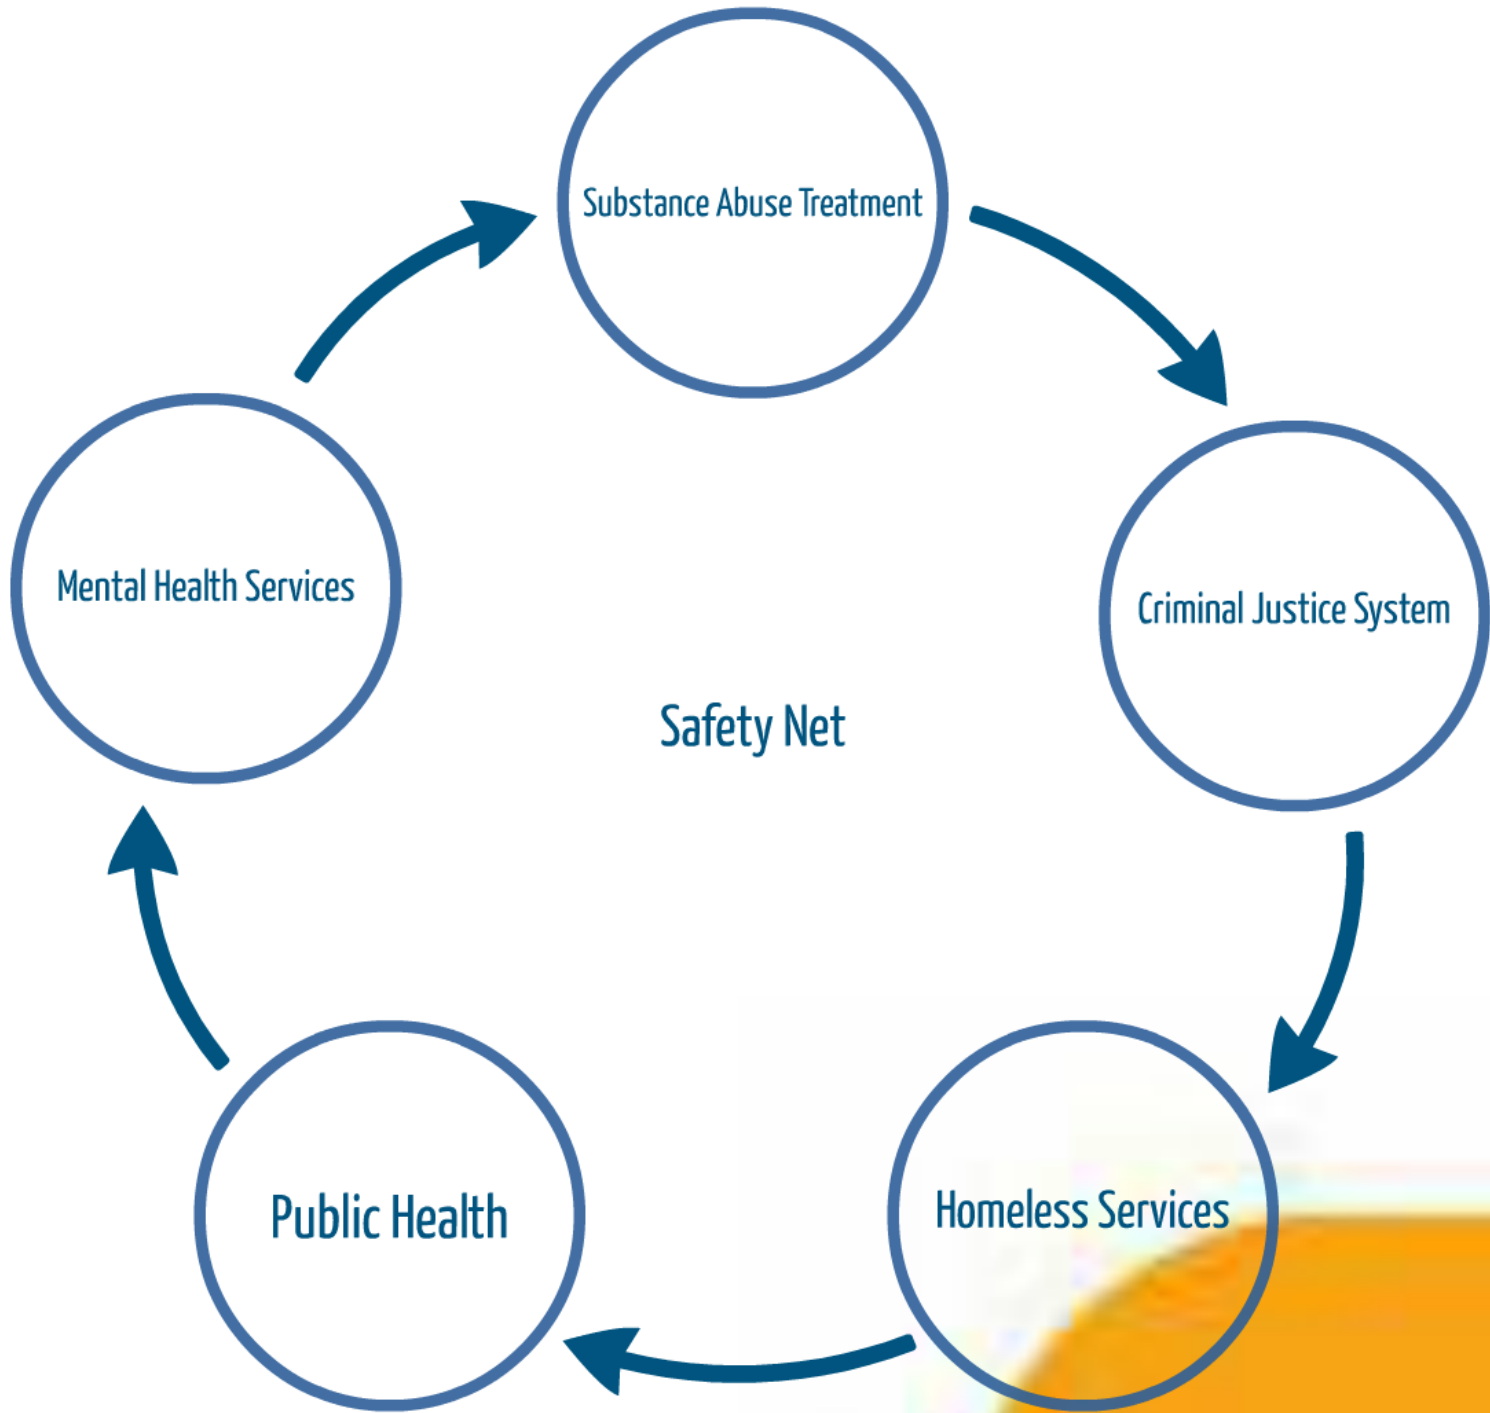 Substance Abuse Treatment
Criminal Justice System
Homeless Services
Public Health
Mental Health Services
Safety Net